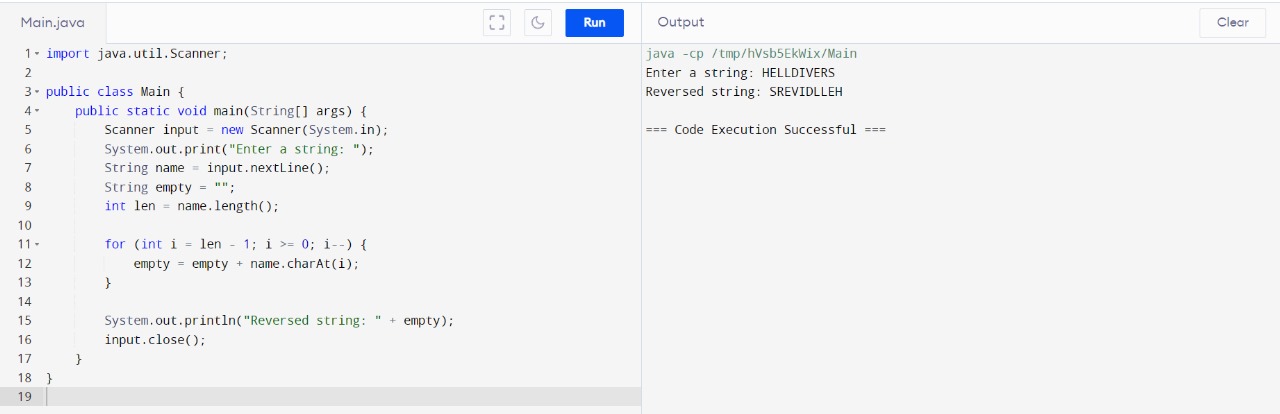 Main.java
Run
Output
Clear
1 import java.util.Scanner;
2
3 public class Main {
4     public static void main(String[] args) {
5         Scanner input = new Scanner(System.in);
6         System.out.print("Enter a string: ");
7         String name = input.nextLine();
8         String empty = "";
9         int len = name.length();
10
11         for (int i = len - 1; i >= 0; i--) {
12             empty = empty + name.charAt(i);
13         }
14
15         System.out.println("Reversed string: " + empty);
16         input.close();
17     }
18 }
19
java -cp /tmp/hVsb5EkWix/Main
Enter a string: HELLDIVERS
Reversed string: SREVIDLLEH
=== Code Execution Successful ===